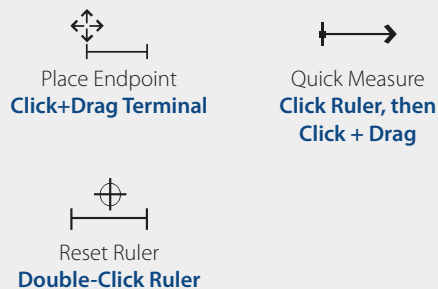 Place Endpoint
Click+Drag Terminal
Quick Measure
Click Ruler, then
Click + Drag
Reset Ruler
Double-Click Ruler